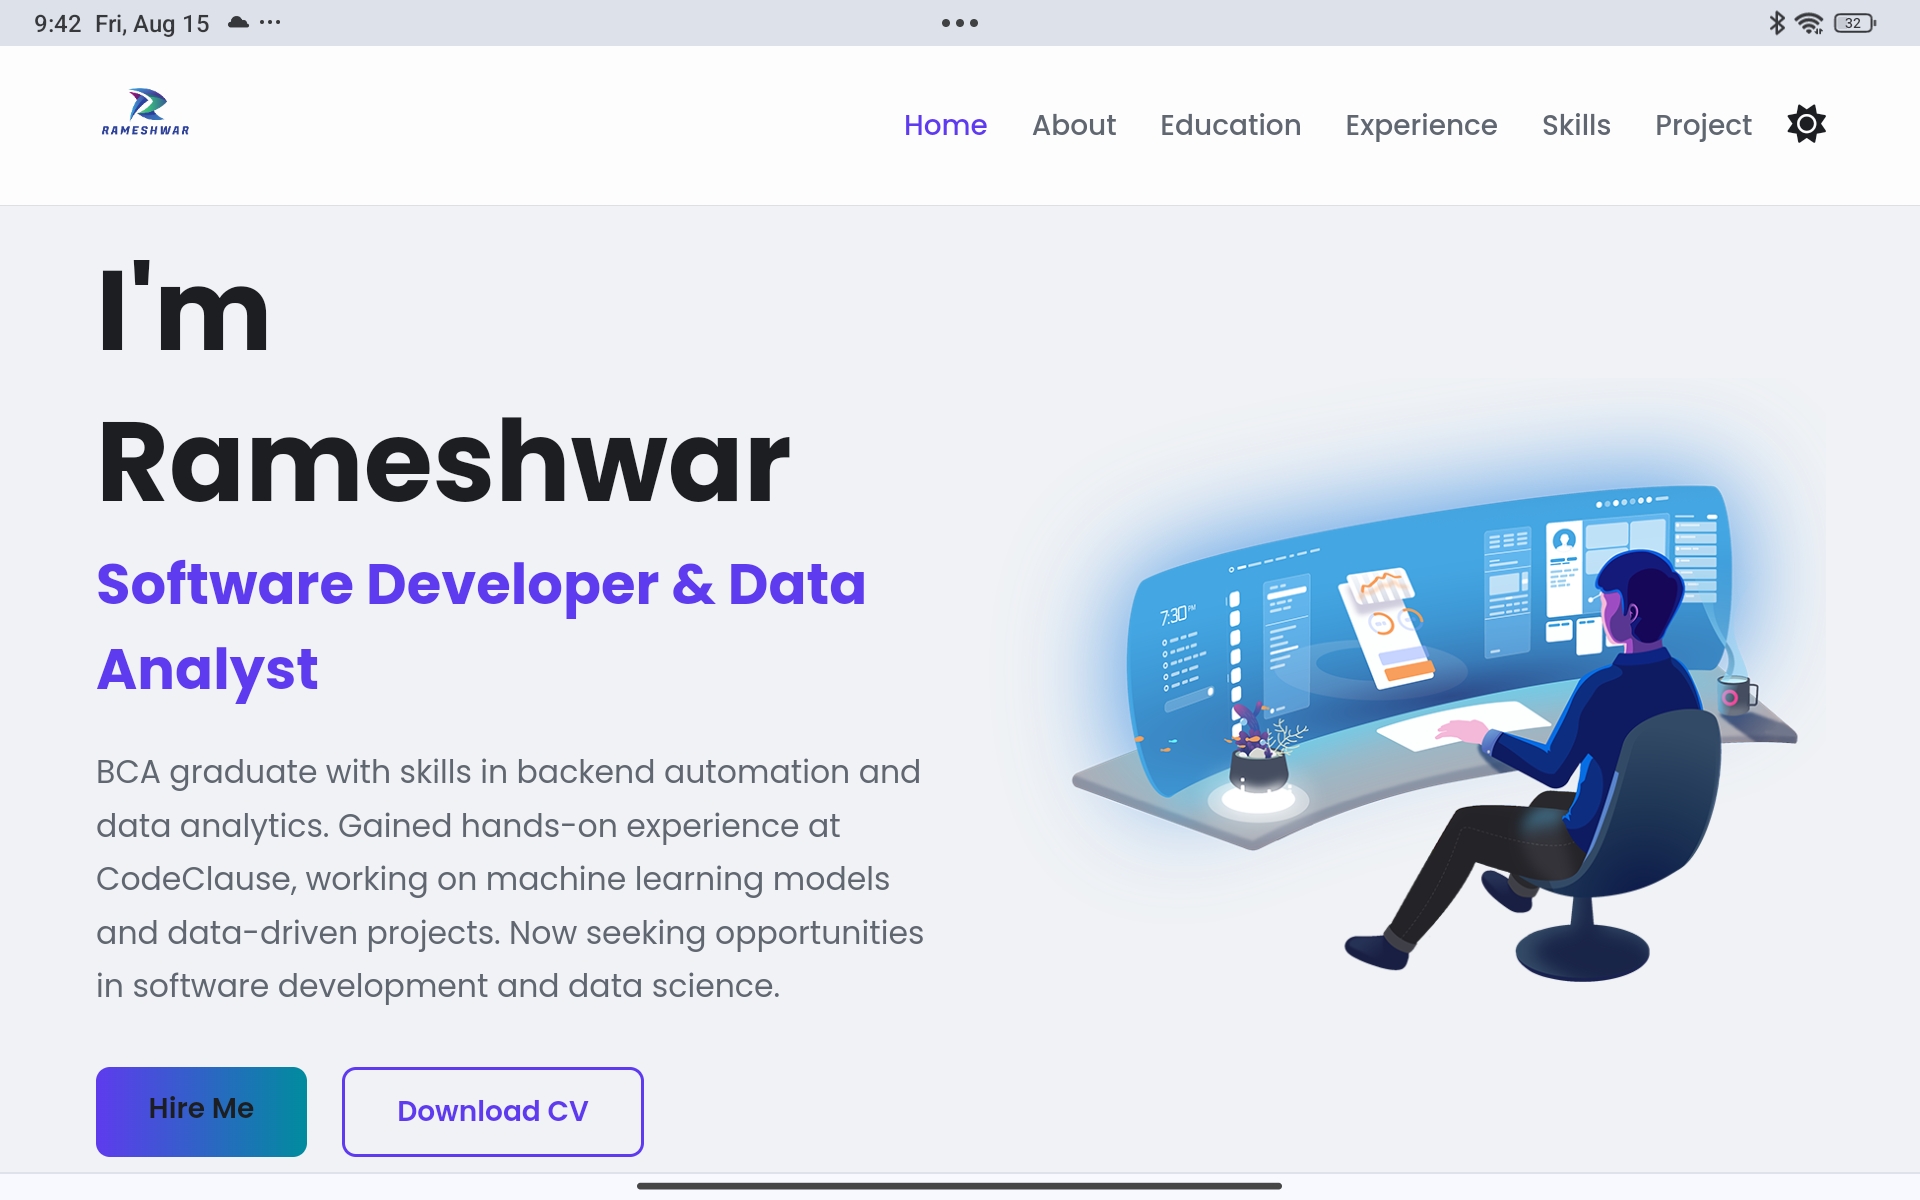 9:42 Fri, Aug 15
32
RAMESHWAR
Home About Education Experience Skills Project
I'm
Rameshwar
Software Developer & Data
Analyst
7:30 PM
BCA graduate with skills in backend automation and
data analytics. Gained hands-on experience at
CodeClause, working on machine learning models
and data-driven projects. Now seeking opportunities
in software development and data science.
Hire Me
Download CV